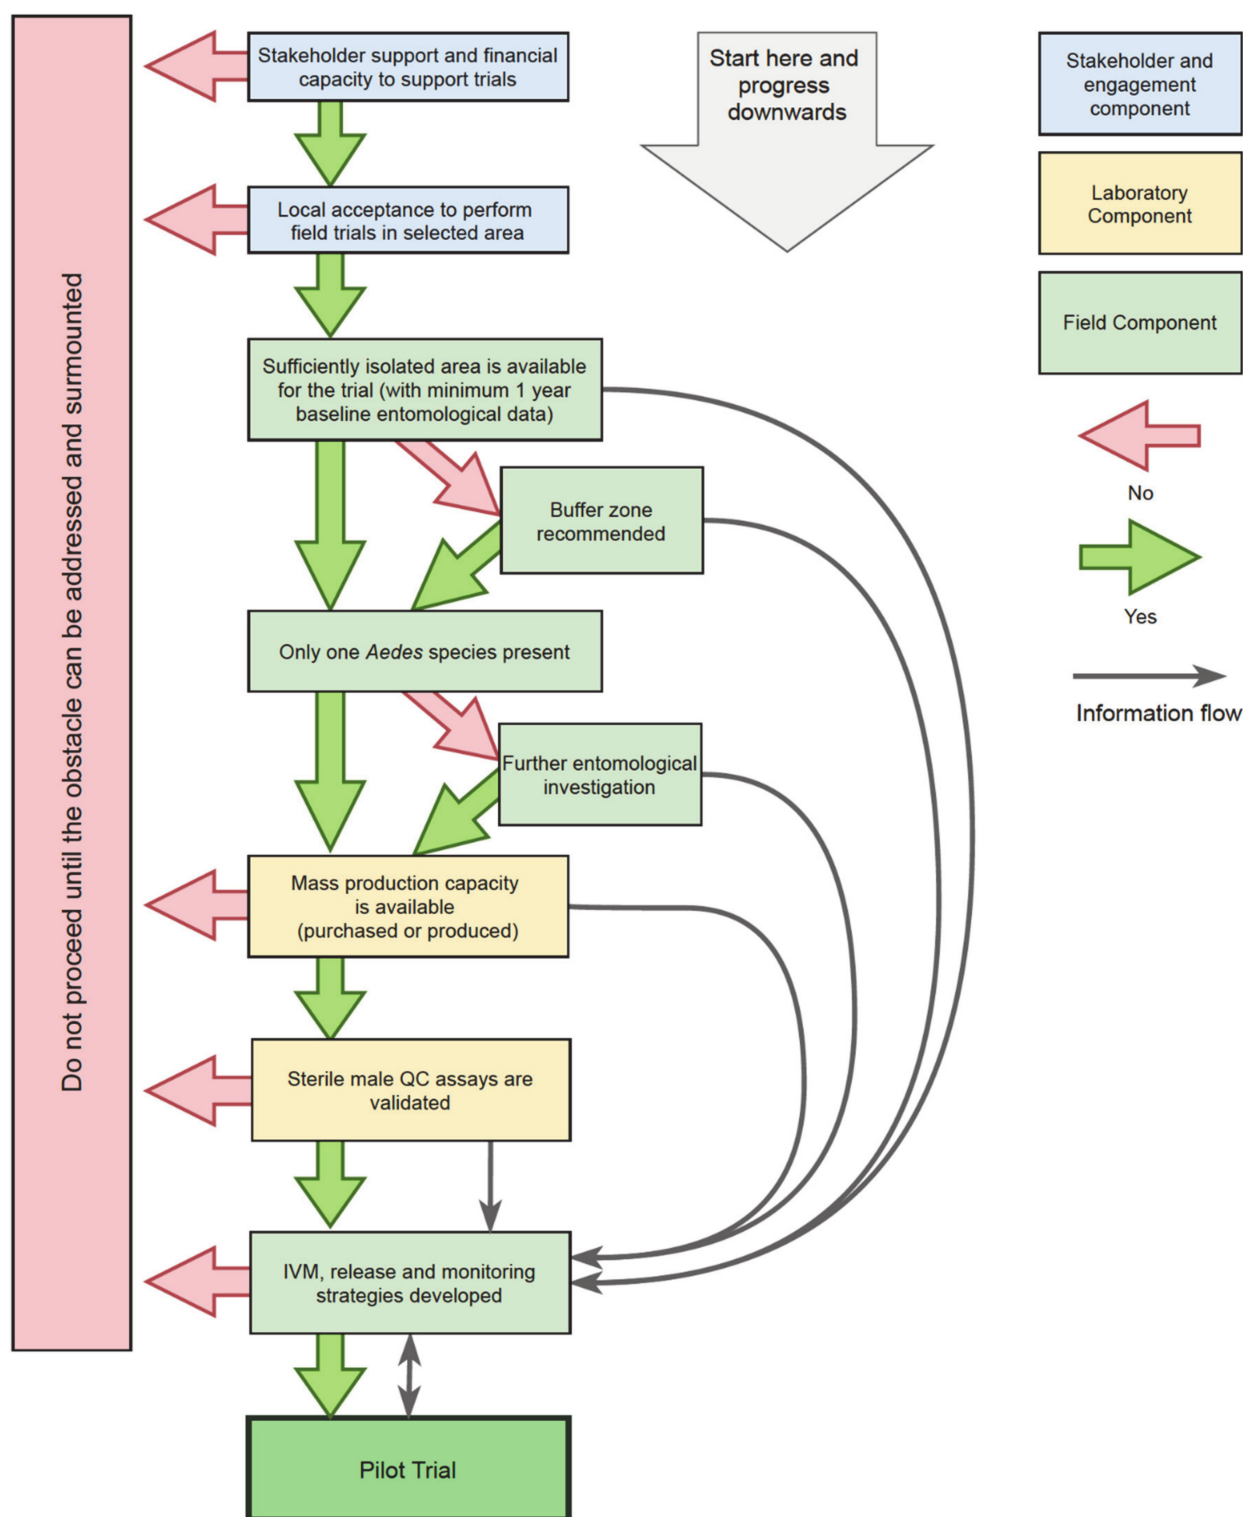 Stakeholder support and financial
capacity to support trials
Start here and
progress
downwards
Stakeholder and
engagement
component
Local acceptance to perform
field trials in selected area
Laboratory
Component
Do not proceed until the obstacle can be addressed and surmounted
Sufficiently isolated area is available
for the trial (with minimum 1 year
baseline entomological data)
Field Component
No
Buffer zone
recommended
Yes
Only one Aedes species present
Information flow
Further entomological
investigation
Mass production capacity
is available
(purchased or produced)
Sterile male QC assays are
validated
IVM, release and monitoring
strategies developed
Pilot Trial